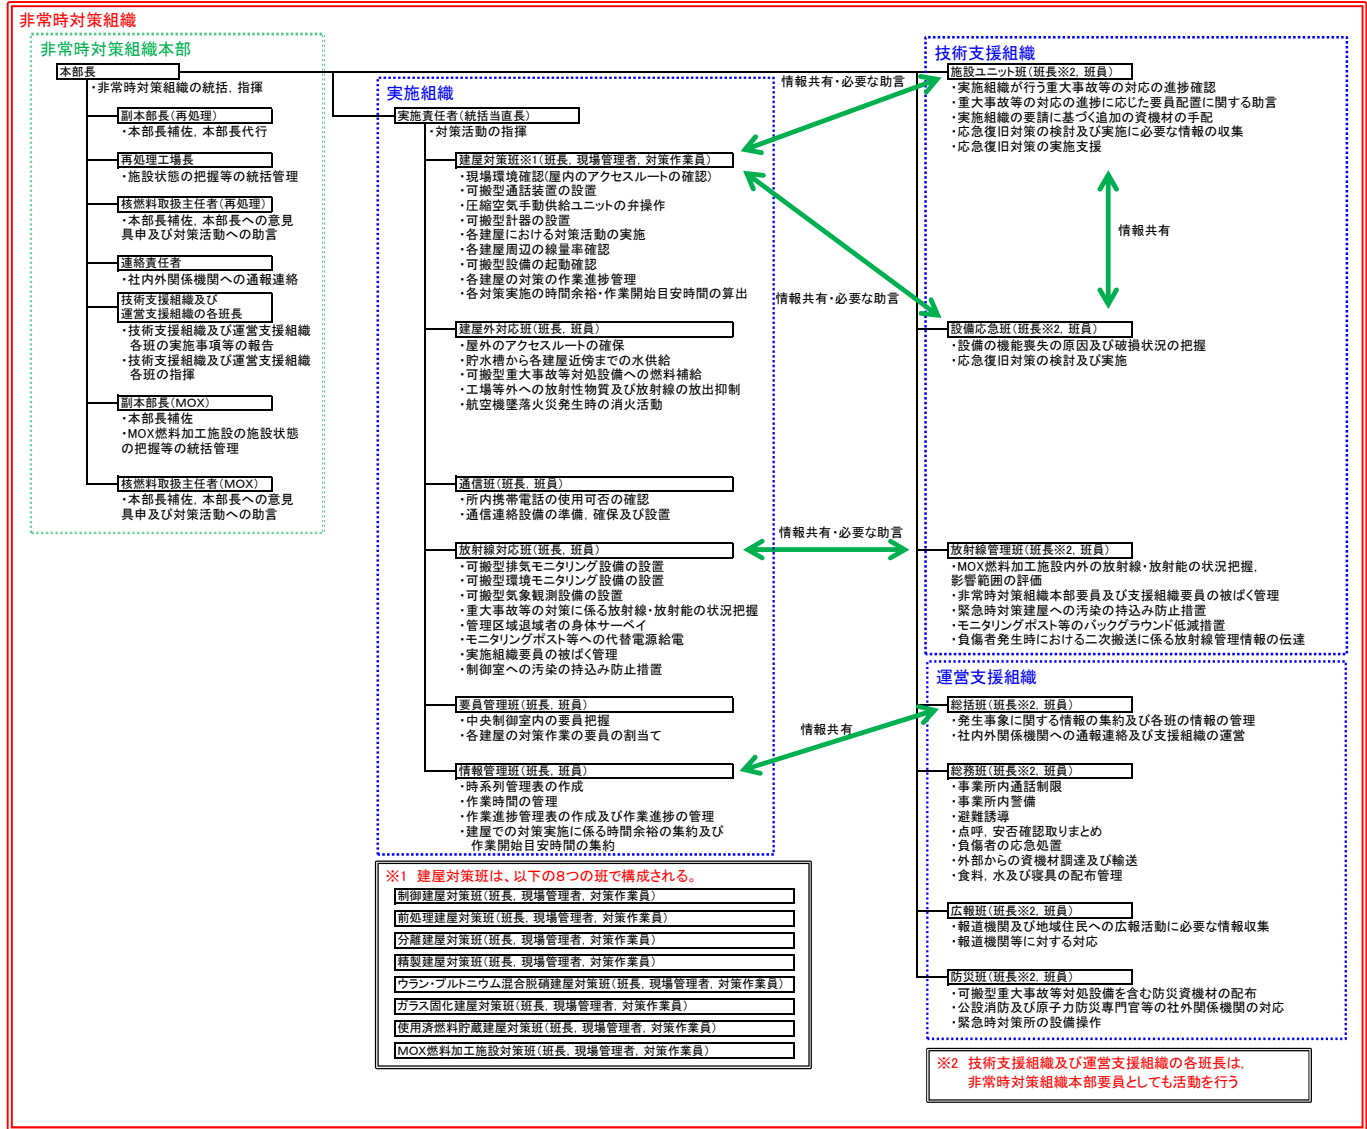 非常時対策組織
非常時対策組織本部
本部長
・非常時対策組織の統括，指揮
副本部長(再処理)
・本部長補佐，本部長代行
再処理工場長
・施設状態の把握等の統括管理
核燃料取扱主任者(再処理)
・本部長補佐，本部長への意見
具申及び対策活動への助言
連絡責任者
・社内外関係機関への通報連絡
技術支援組織及び
運営支援組織の各班長
・技術支援組織及び運営支援組織
各班の実施事項等の報告
・技術支援組織及び運営支援組織
各班の指揮
副本部長(MOX)
・本部長補佐
・MOX燃料加工施設の施設状態
の把握等の統括管理
核燃料取扱主任者(MOX)
・本部長補佐，本部長への意見
具申及び対策活動への助言
実施組織
実施責任者(統括当直長)
・対策活動の指揮
建屋対策班※1(班長，現場管理者，対策作業員)
・現場環境確認(屋内のアクセスルートの確認)
・可搬型通話装置の設置
・圧縮空気手動供給ユニットの弁操作
・可搬型計器の設置
・各建屋における対策活動の実施
・各建屋周辺の線量率確認
・可搬型設備の起動確認
・各建屋の対策の作業進捗管理
・各対策実施の時間余裕・作業開始目安時間の算出
建屋外対応班(班長，班員)
・屋外のアクセスルートの確保
・貯水槽から各建屋近傍までの水供給
・可搬型重大事故等対処設備への燃料補給
・工場等外への放射性物質及び放射線の放出抑制
・航空機墜落火災発生時の消火活動
通信班(班長，班員)
・所内携帯電話の使用可否の確認
・通信連絡設備の準備，確保及び設置
放射線対応班(班長，班員)
・可搬型排気モニタリング設備の設置
・可搬型環境モニタリング設備の設置
・可搬型気象観測設備の設置
・重大事故等の対策に係る放射線・放射能の状況把握
・管理区域退域者の身体サーベイ
・モニタリングポスト等への代替電源給電
・実施組織要員の被ばく管理
・制御室への汚染の持込み防止措置
要員管理班(班長，班員)
・中央制御室内の要員把握
・各建屋の対策作業の要員の割当て
情報管理班(班長，班員)
・時系列管理表の作成
・作業時間の管理
・作業進捗管理表の作成及び作業進捗の管理
・建屋での対策実施に係る時間余裕の集約及び
作業開始目安時間の集約
※1 建屋対策班は、以下の8つの班で構成される。
制御建屋対策班(班長，現場管理者，対策作業員)
前処理建屋対策班(班長，現場管理者，対策作業員)
分離建屋対策班(班長，現場管理者，対策作業員)
精製建屋対策班(班長，現場管理者，対策作業員)
ウラン・プルトニウム混合脱硝建屋対策班(班長，現場管理者，対策作業員)
ガラス固化建屋対策班(班長，現場管理者，対策作業員)
使用済燃料貯蔵建屋対策班(班長，現場管理者，対策作業員)
MOX燃料加工施設対策班(班長，現場管理者，対策作業員)
情報共有・必要な助言
情報共有・必要な助言
情報共有・必要な助言
情報共有
技術支援組織
施設ユニット班(班長※2，班員)
・実施組織が行う重大事故等の対応の進捗確認
・重大事故等の対応の進捗に応じた要員配置に関する助言
・実施組織の要請に基づく追加の資機材の手配
・応急復旧対策の検討及び実施に必要な情報の収集
・応急復旧対策の実施支援
情報共有
設備応急班(班長※2，班員)
・設備の機能喪失の原因及び破損状況の把握
・応急復旧対策の検討及び実施
放射線管理班(班長※2，班員)
・MOX燃料加工施設内外の放射線・放射能の状況把握，
影響範囲の評価
・非常時対策組織本部要員及び支援組織要員の被ばく管理
・緊急時対策建屋への汚染の持込み防止措置
・モニタリングポスト等のバックグラウンド低減措置
・負傷者発生時における二次搬送に係る放射線管理情報の伝達
運営支援組織
総括班(班長※2，班員)
・発生事象に関する情報の集約及び各班の情報の管理
・社内外関係機関への通報連絡及び支援組織の運営
総務班(班長※2，班員)
・事業所内通話制限
・事業所内警備
・避難誘導
・点呼，安否確認取りまとめ
・負傷者の応急処置
・外部からの資機材調達及び輸送
・食料，水及び寝具の配布管理
広報班(班長※2，班員)
・報道機関及び地域住民への広報活動に必要な情報収集
・報道機関等に対する対応
防災班(班長※2，班員)
・可搬型重大事故等対処設備を含む防災資機材の配布
・公設消防及び原子力防災専門官等の社外関係機関の対応
・緊急時対策所の設備操作
※2 技術支援組織及び運営支援組織の各班長は，
非常時対策組織本部要員としても活動を行う